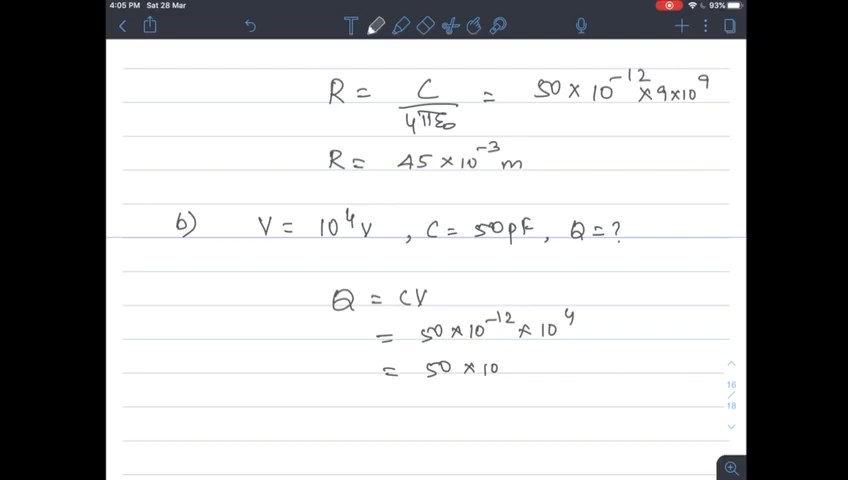 4:05 PM Sat 28 Mar 93%
R = C / 4πε₀ = 50 × 10⁻¹² × 9×10⁹
R = 45 × 10⁻³ m
b) V = 10⁴ V , C = 50pF, Q = ?
Q = CV
= 50 × 10⁻¹² × 10⁴
= 50 × 10
16
/
18